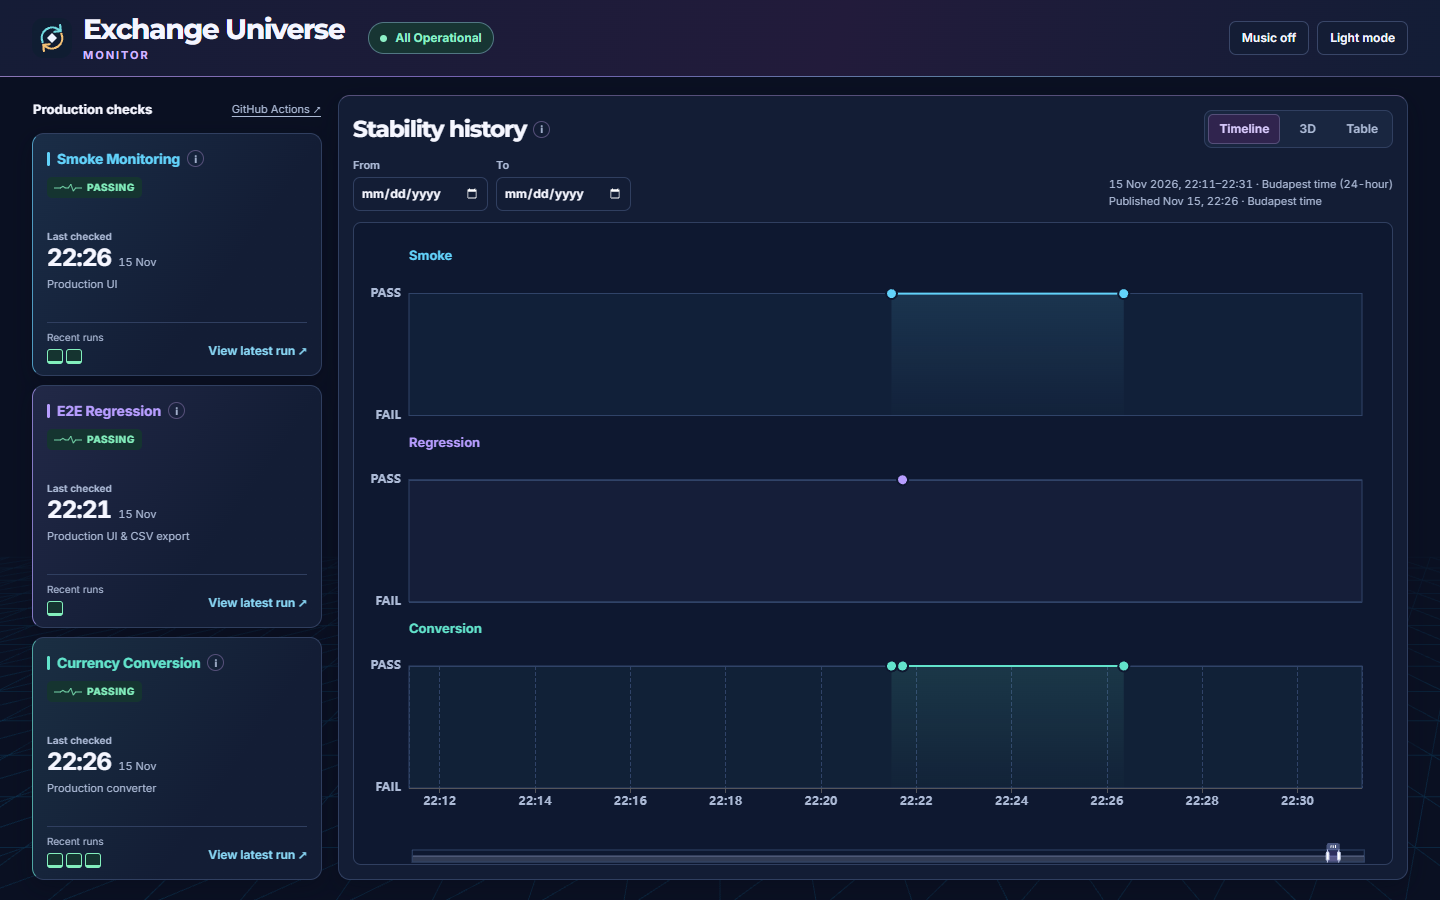 Exchange Universe
MONITOR
All Operational
Music off
Light mode
Production checks
GitHub Actions ↗
Smoke Monitoring
i
PASSING
Last checked
22:26 15 Nov
Production UI
Recent runs
View latest run ↗
E2E Regression
i
PASSING
Last checked
22:21 15 Nov
Production UI & CSV export
Recent runs
View latest run ↗
Currency Conversion
i
PASSING
Last checked
22:26 15 Nov
Production converter
Recent runs
View latest run ↗
Stability history
i
Timeline
3D
Table
From
To
mm/dd/yyyy
mm/dd/yyyy
15 Nov 2026, 22:11–22:31 · Budapest time (24-hour)
Published Nov 15, 22:26 · Budapest time
Smoke
PASS
FAIL
Regression
PASS
FAIL
Conversion
PASS
FAIL
22:12 22:14 22:16 22:18 22:20 22:22 22:24 22:26 22:28 22:30